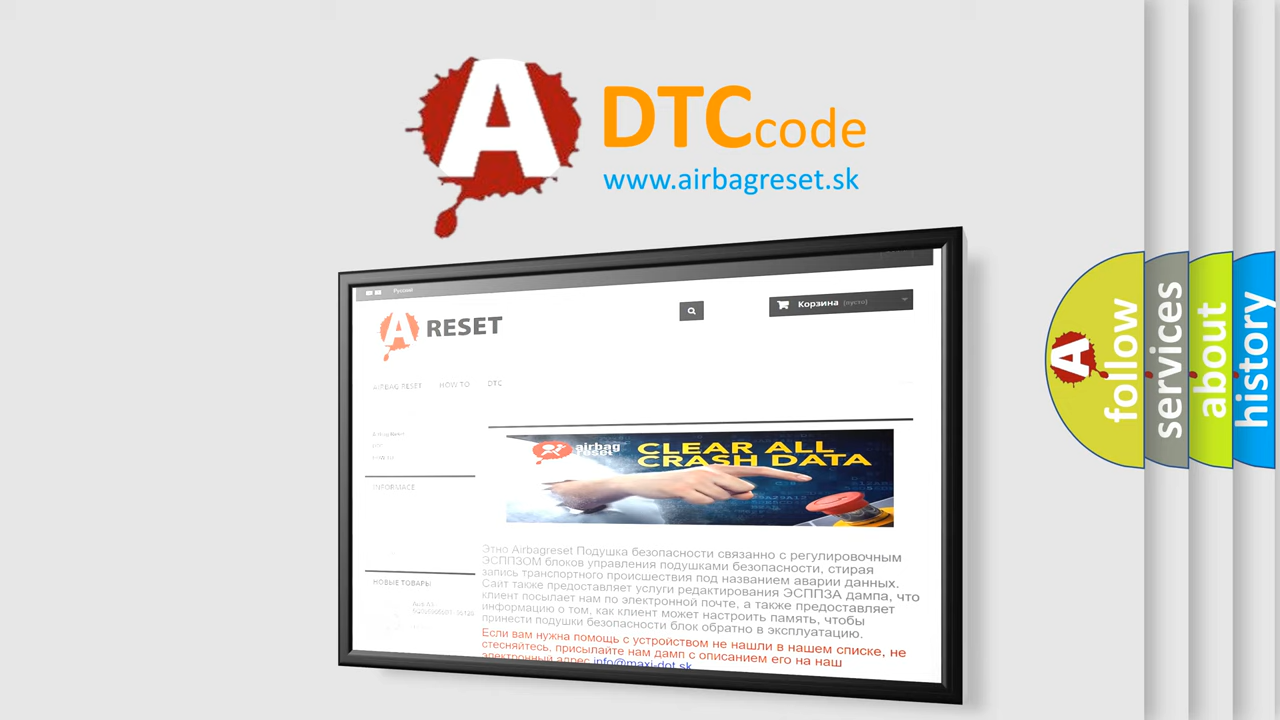 A
DTC code
www.airbagreset.sk
Русский
A RESET
Корзина (пусто)
AIRBAG RESET HOW TO DTC
INFORMACE
НОВЫЕ ТОВАРЫ
airbag
reset
CLEAR ALL
CRASH DATA
Этно Airbagreset Подушка безопасности связанно с регулировочным
ЭСППЗОМ блоков управления подушками безопасности, стирая
запись транспортного происшествия под названием аварии данных.
Сайт также предоставляет услуги редактирования ЭСППЗА дампа, что
клиент посылает нам по электронной почте, а также предоставляет
информацию о том, как клиент может настроить память, чтобы
принести подушки безопасности блок обратно в эксплуатацию.
Если вам нужна помощь с устройством не нашли в нашем списке, не
стесняйтесь, присылайте нам дамп с описанием его на наш
электронный адрес info@maxi-dot.sk
A
follow
services
about
history